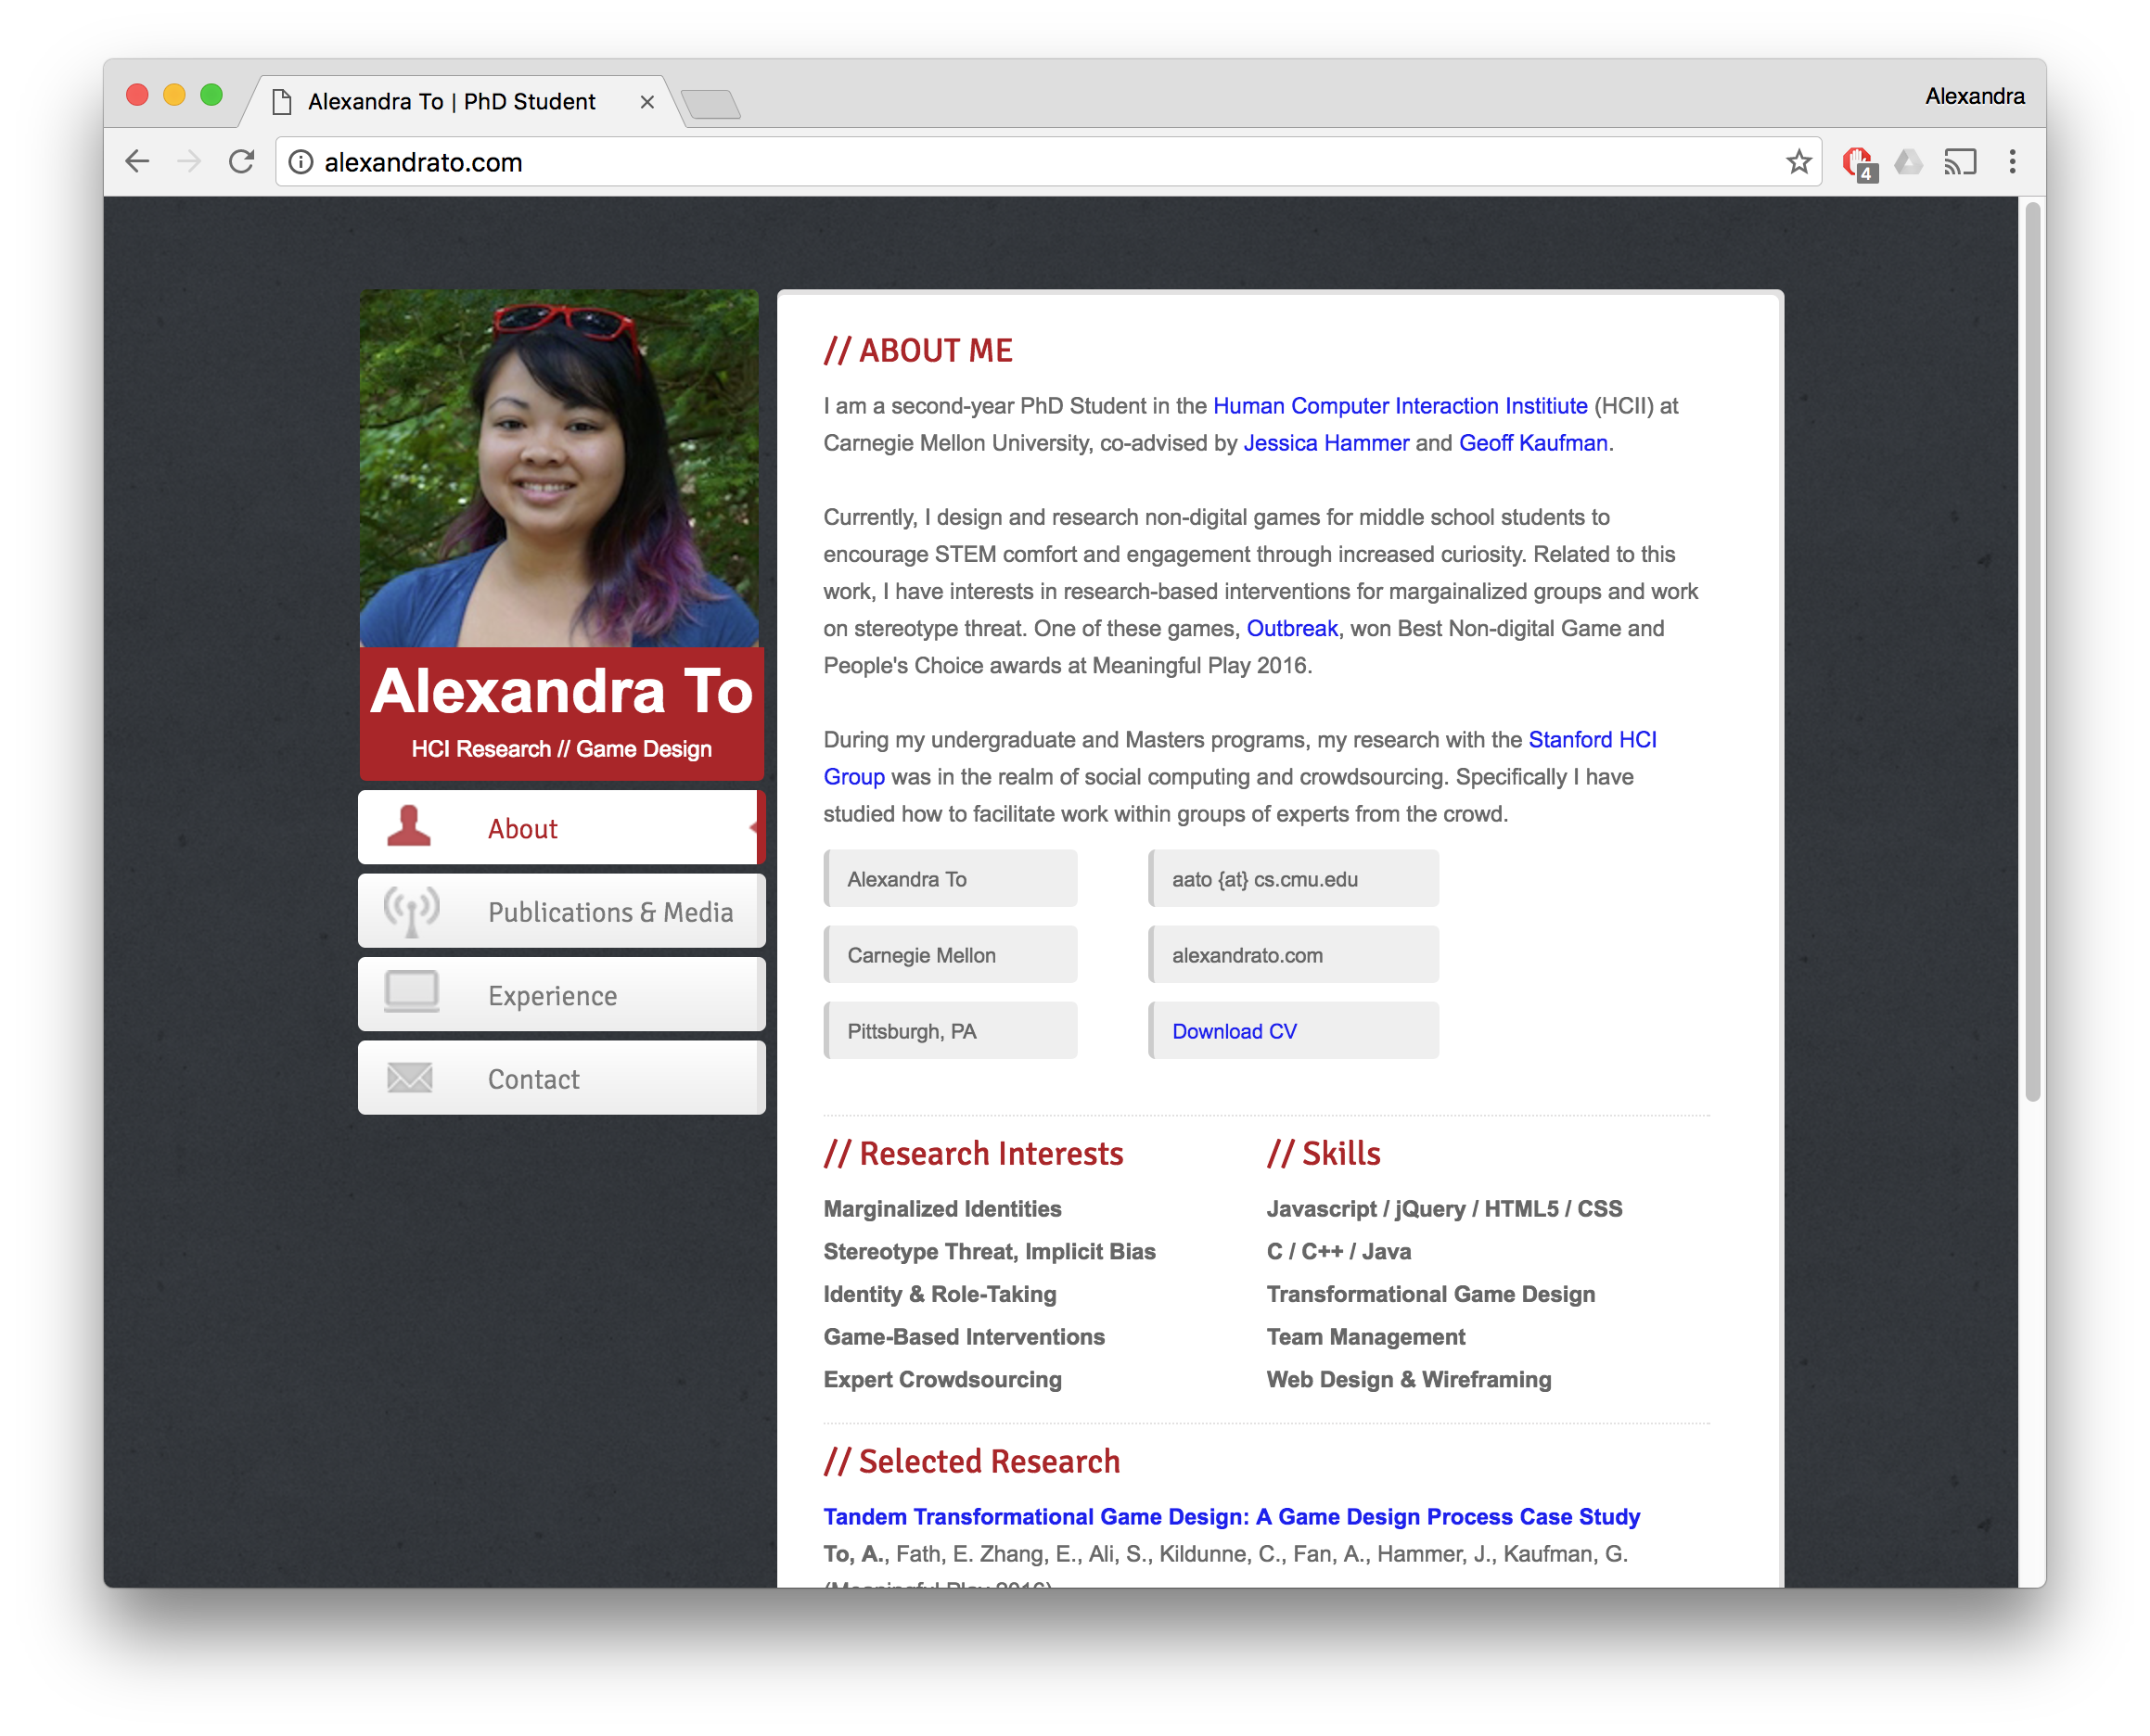 Alexandra To | PhD Student
Alexandra
alexandrato.com
4
Alexandra To
HCI Research // Game Design
About
Publications & Media
Experience
Contact
// ABOUT ME
I am a second-year PhD Student in the Human Computer Interaction Institiute (HCII) at
Carnegie Mellon University, co-advised by Jessica Hammer and Geoff Kaufman.
Currently, I design and research non-digital games for middle school students to
encourage STEM comfort and engagement through increased curiosity. Related to this
work, I have interests in research-based interventions for margainalized groups and work
on stereotype threat. One of these games, Outbreak, won Best Non-digital Game and
People's Choice awards at Meaningful Play 2016.
During my undergraduate and Masters programs, my research with the Stanford HCI
Group was in the realm of social computing and crowdsourcing. Specifically I have
studied how to facilitate work within groups of experts from the crowd.
Alexandra To
aato {at} cs.cmu.edu
Carnegie Mellon
alexandrato.com
Pittsburgh, PA
Download CV
// Research Interests
Marginalized Identities
Stereotype Threat, Implicit Bias
Identity & Role-Taking
Game-Based Interventions
Expert Crowdsourcing
// Skills
Javascript / jQuery / HTML5 / CSS
C / C++ / Java
Transformational Game Design
Team Management
Web Design & Wireframing
// Selected Research
Tandem Transformational Game Design: A Game Design Process Case Study
To, A., Fath, E. Zhang, E., Ali, S., Kildunne, C., Fan, A., Hammer, J., Kaufman, G.
(Meaningful Play 2016)